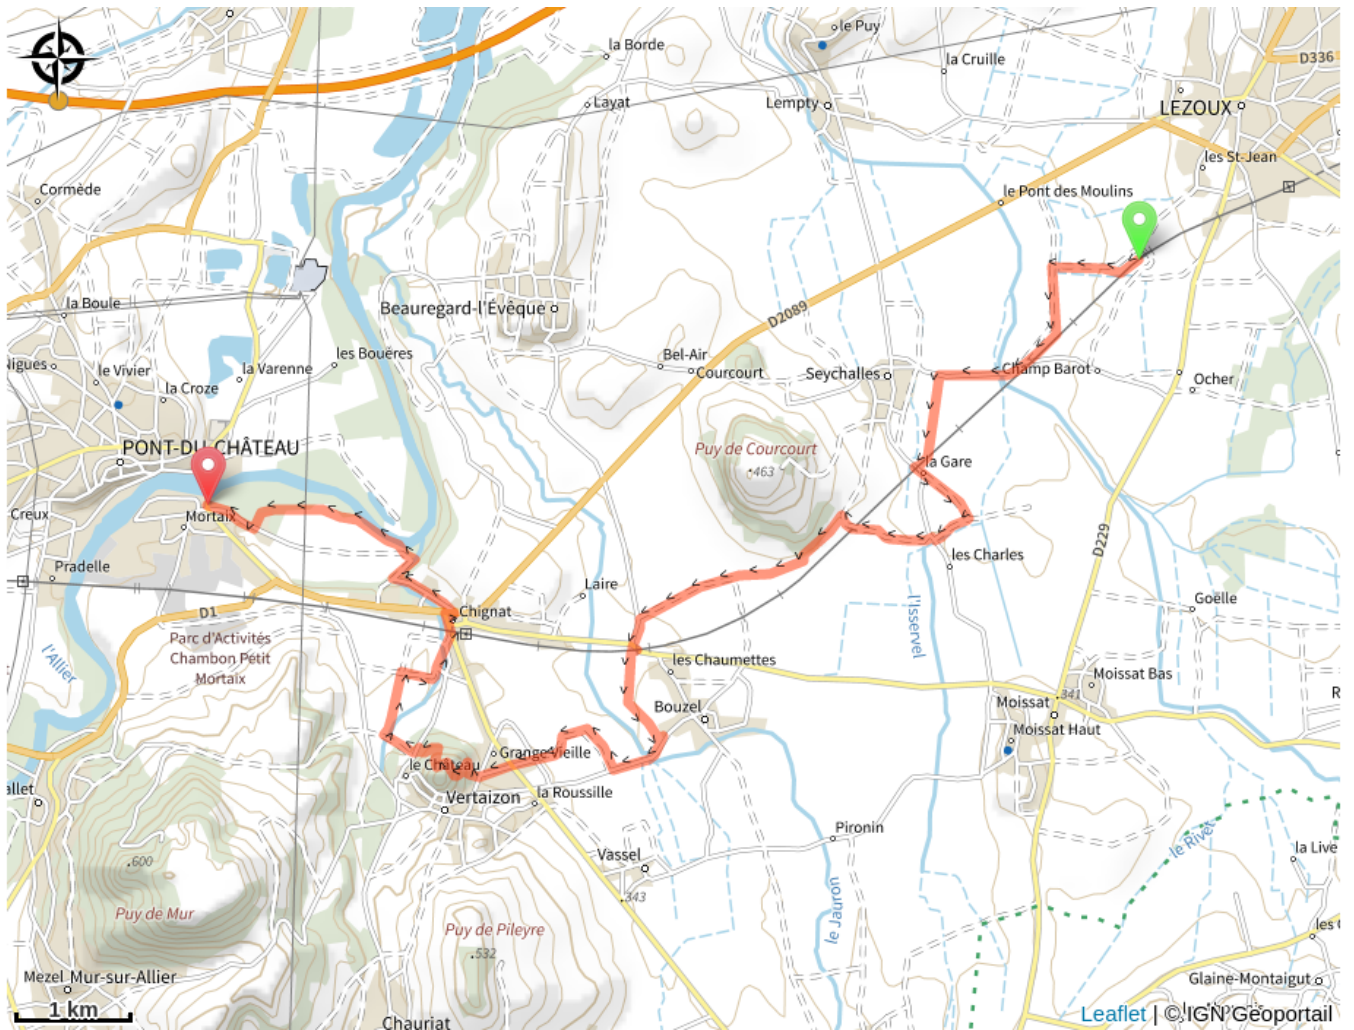 le Puy
la Borde
D336
la Cruille
Layat
Lempty
LEZOUX
les St-Jean
Cormède
le Pont des Moulins
la Boule
Beauregard-l'Évêque
D2089
les Bouères
Bel-Air
le Vivier
la Varenne
Courcourt
Seychalles
Champ Barot
la Croze
Ocher
PONT-DU-CHÂTEAU
Puy de Courcourt
463
la Gare
Creux
Mortaix
D229
les Charles
Pradelle
Laire
Goëlle
D1
Chignat
l'Isservel
Parc d'Activités
Chambon Petit
Mortaix
l'Allier
les Chaumettes
Moissat Bas
341
Moissat
Bouzel
Moissat Haut
Grange Vieille
le Château
la Roussille
Vertaizon
Pironin
le Rivet
la Live
Vassel
600
343
le Jauron
Puy de Mur
Puy de Pileyre
532
Mezel
Mur-sur-Allier
Glaine-Montaigut
1 km
Chauriat
Leaflet | © IGN Geoportail